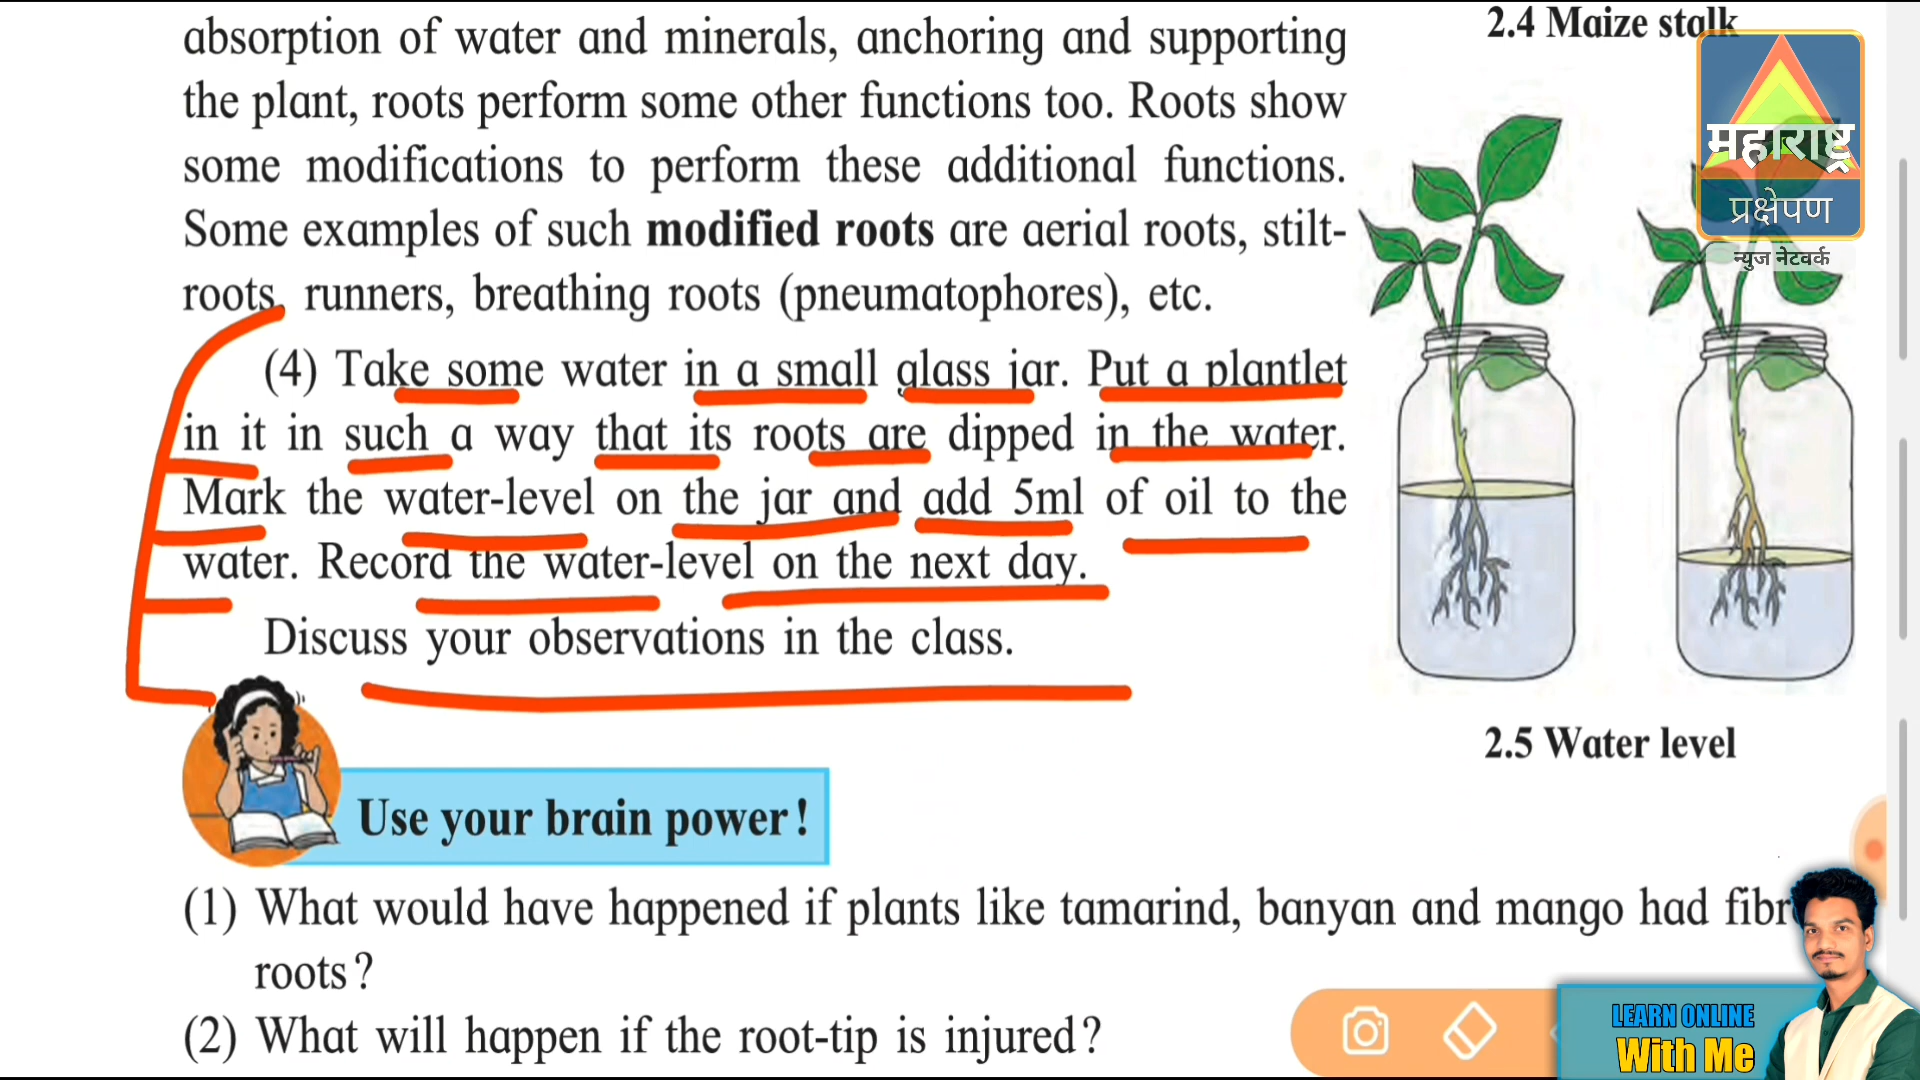 absorption of water and minerals, anchoring and supporting
the plant, roots perform some other functions too. Roots show
some modifications to perform these additional functions.
Some examples of such modified roots are aerial roots, stilt-
roots, runners, breathing roots (pneumatophores), etc.
(4) Take some water in a small glass jar. Put a plantlet
in it in such a way that its roots are dipped in the water.
Mark the water-level on the jar and add 5ml of oil to the
water. Record the water-level on the next day.
Discuss your observations in the class.
2.4 Maize stalk
महाराष्ट्र
प्रक्षेपण
न्युज नेटवर्क
2.5 Water level
Use your brain power!
(1) What would have happened if plants like tamarind, banyan and mango had fibr
roots?
(2) What will happen if the root-tip is injured?
LEARN ONLINE
With Me